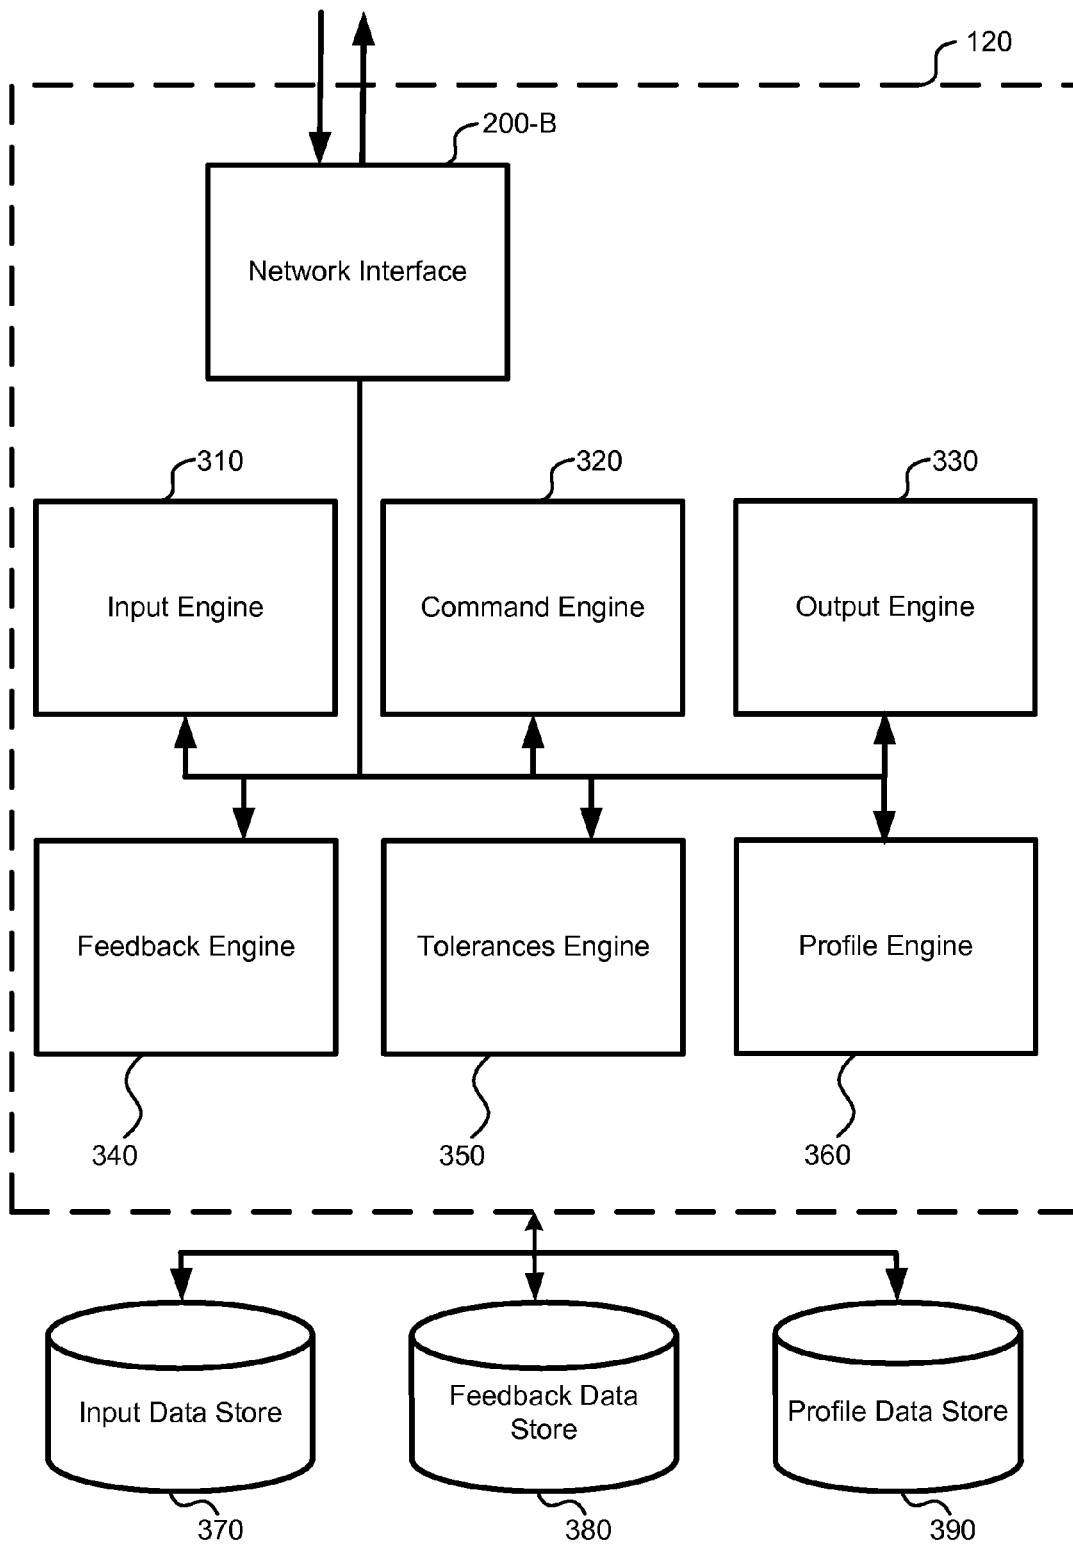 120
200-B
Network Interface
310
320
330
Input Engine
Command Engine
Output Engine
Feedback Engine
Tolerances Engine
Profile Engine
340
350
360
Input Data Store
Feedback Data
Store
Profile Data Store
370
380
390